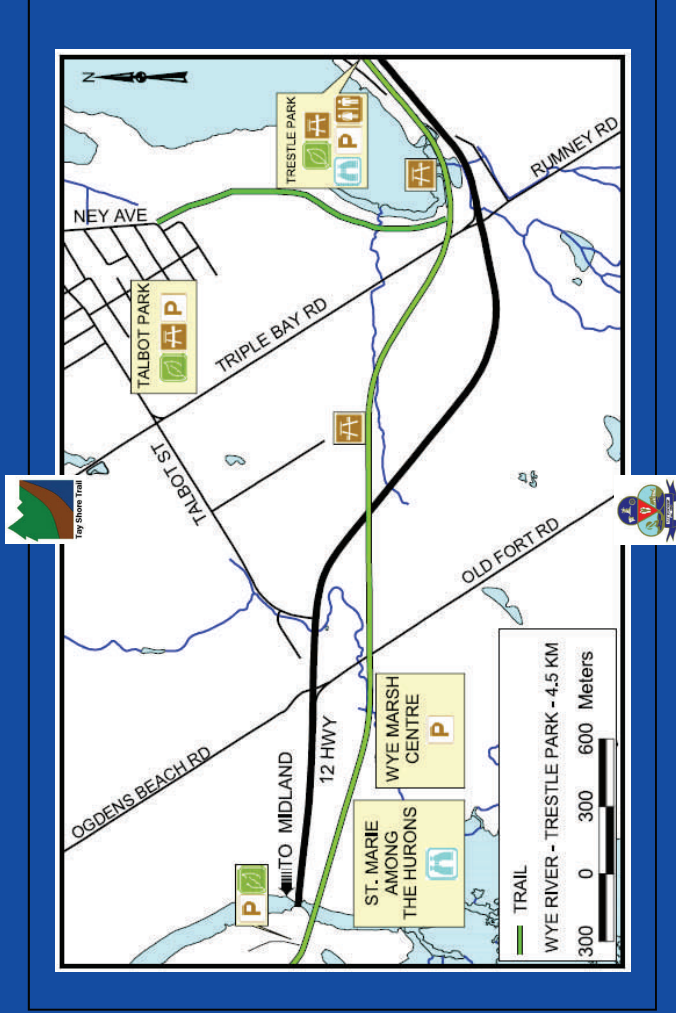 N
NEY AVE
TRESTLE PARK
P
RUMNEY RD
TALBOT PARK
P
TRIPLE BAY RD
TALBOT ST
Tay Shore Trail
OLD FORT RD
OGDENS BEACH RD
12 HWY
TO MIDLAND
P
WYE MARSH
CENTRE
P
ST. MARIE
AMONG
THE HURONS
TRAIL
WYE RIVER - TRESTLE PARK - 4.5 KM
300 0 300 600 Meters